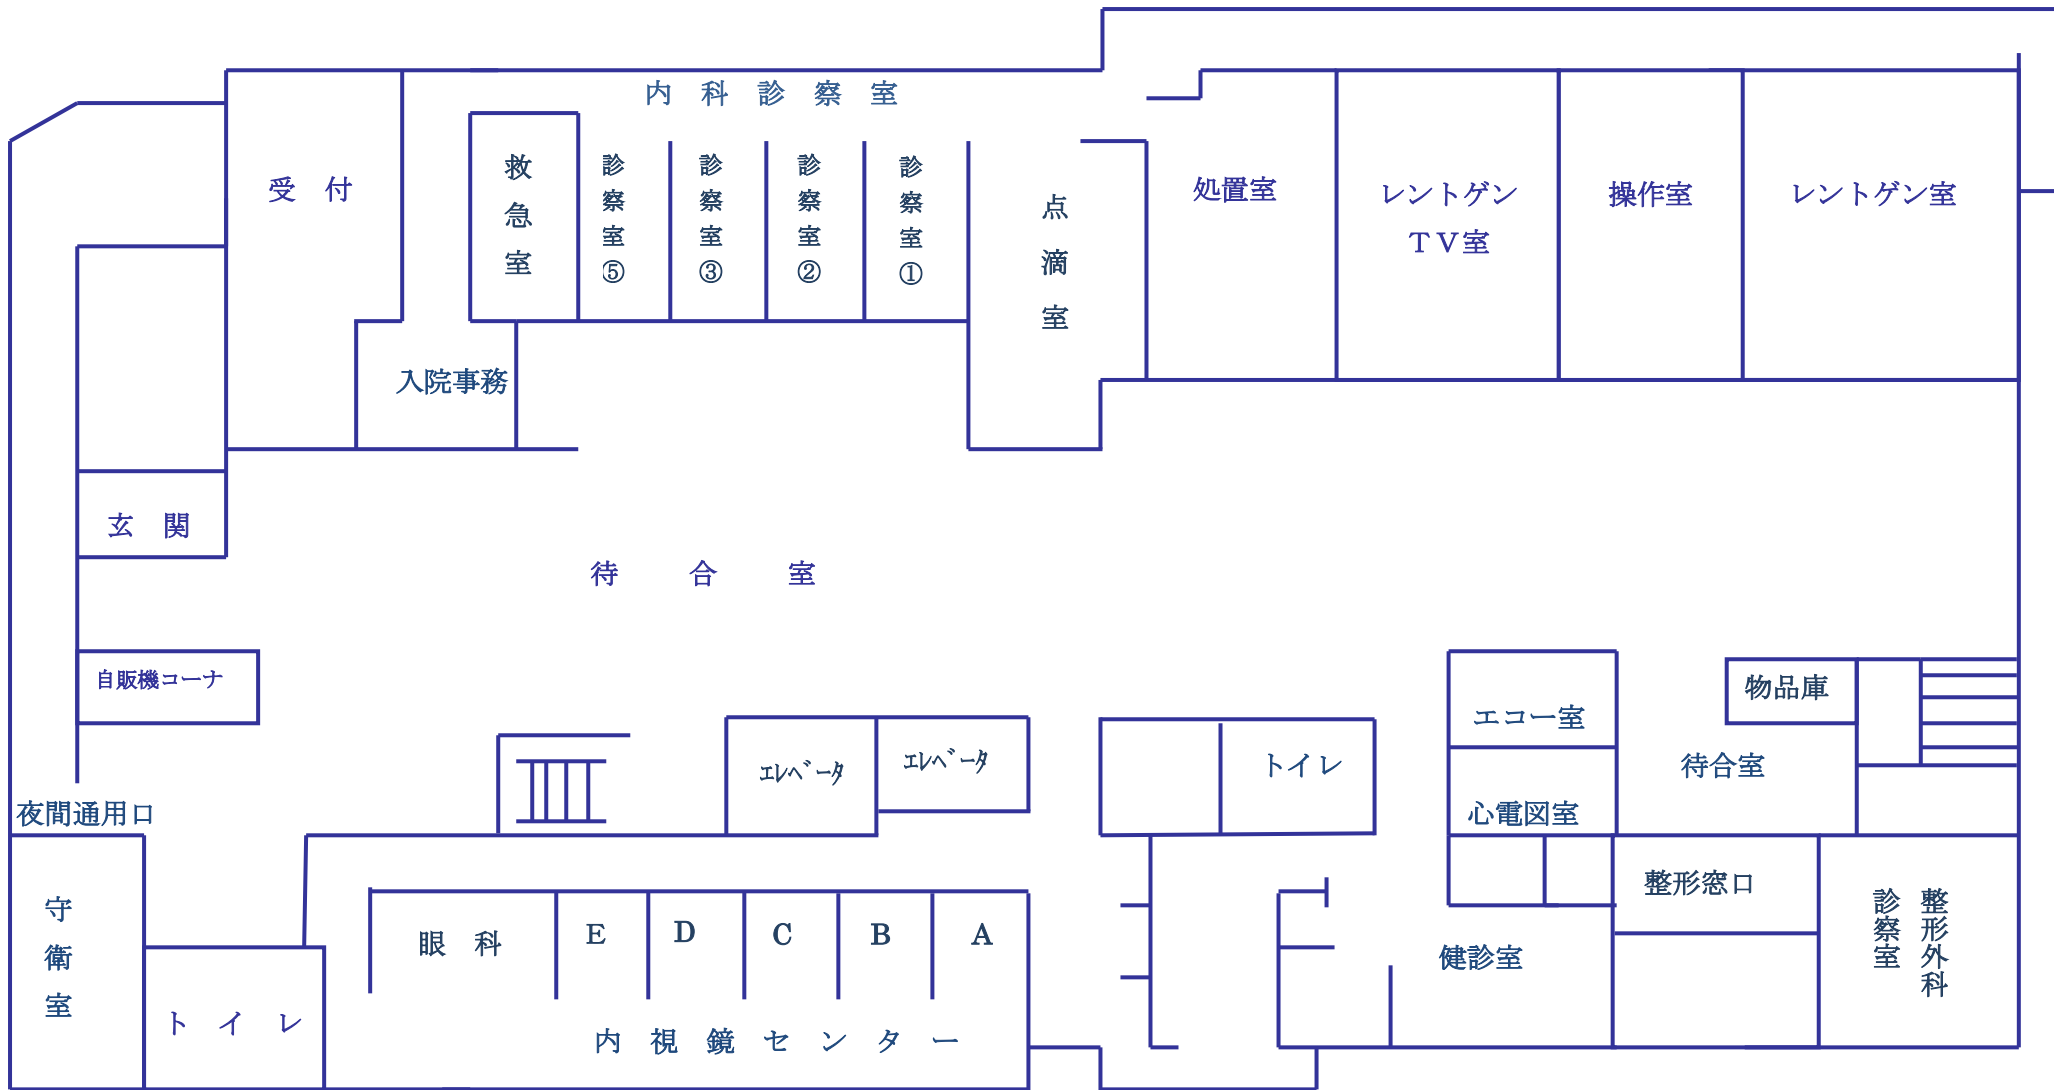 内科診察室
受付
救急室
診察室⑤
診察室③
診察室②
診察室①
点滴室
処置室
レントゲン
ＴＶ室
操作室
レントゲン室
入院事務
玄関
待合室
自販機コーナ
エコー室
物品庫
ｴﾚﾍﾞｰﾀ
ｴﾚﾍﾞｰﾀ
トイレ
待合室
夜間通用口
心電図室
守衛室
眼科
E
D
C
B
A
整形窓口
健診室
整形外科
診察室
トイレ
内視鏡センター